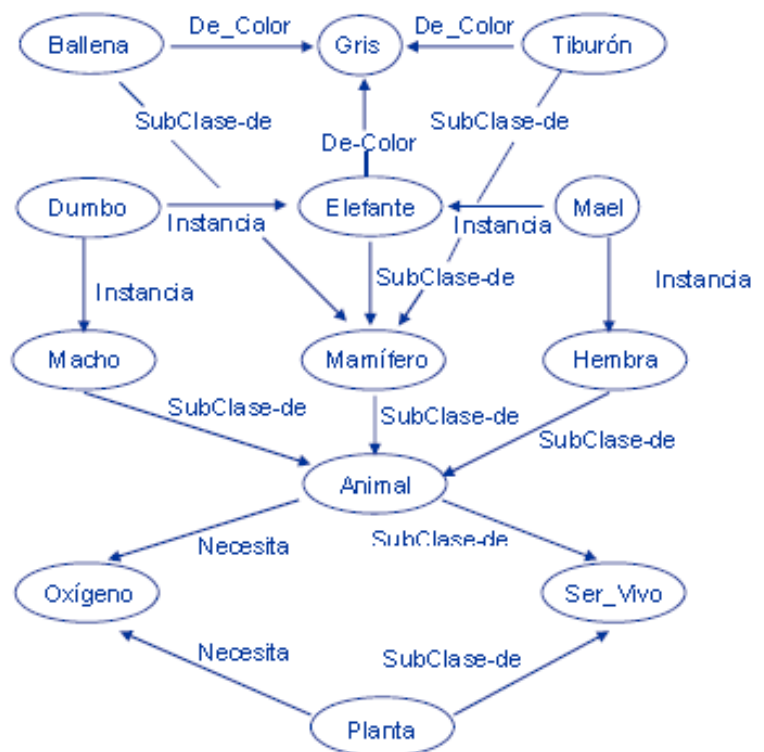 Ballena De_Color Gris De_Color Tiburón
SubClase-de SubClase-de
De-Color
Dumbo Instancia Elefante Instancia Mael
SubClase-de
Instancia Instancia
Macho Mamífero Hembra
SubClase-de SubClase-de SubClase-de
Animal
Necesita SubClase-de
Oxígeno Ser_Vivo
Necesita SubClase-de
Planta